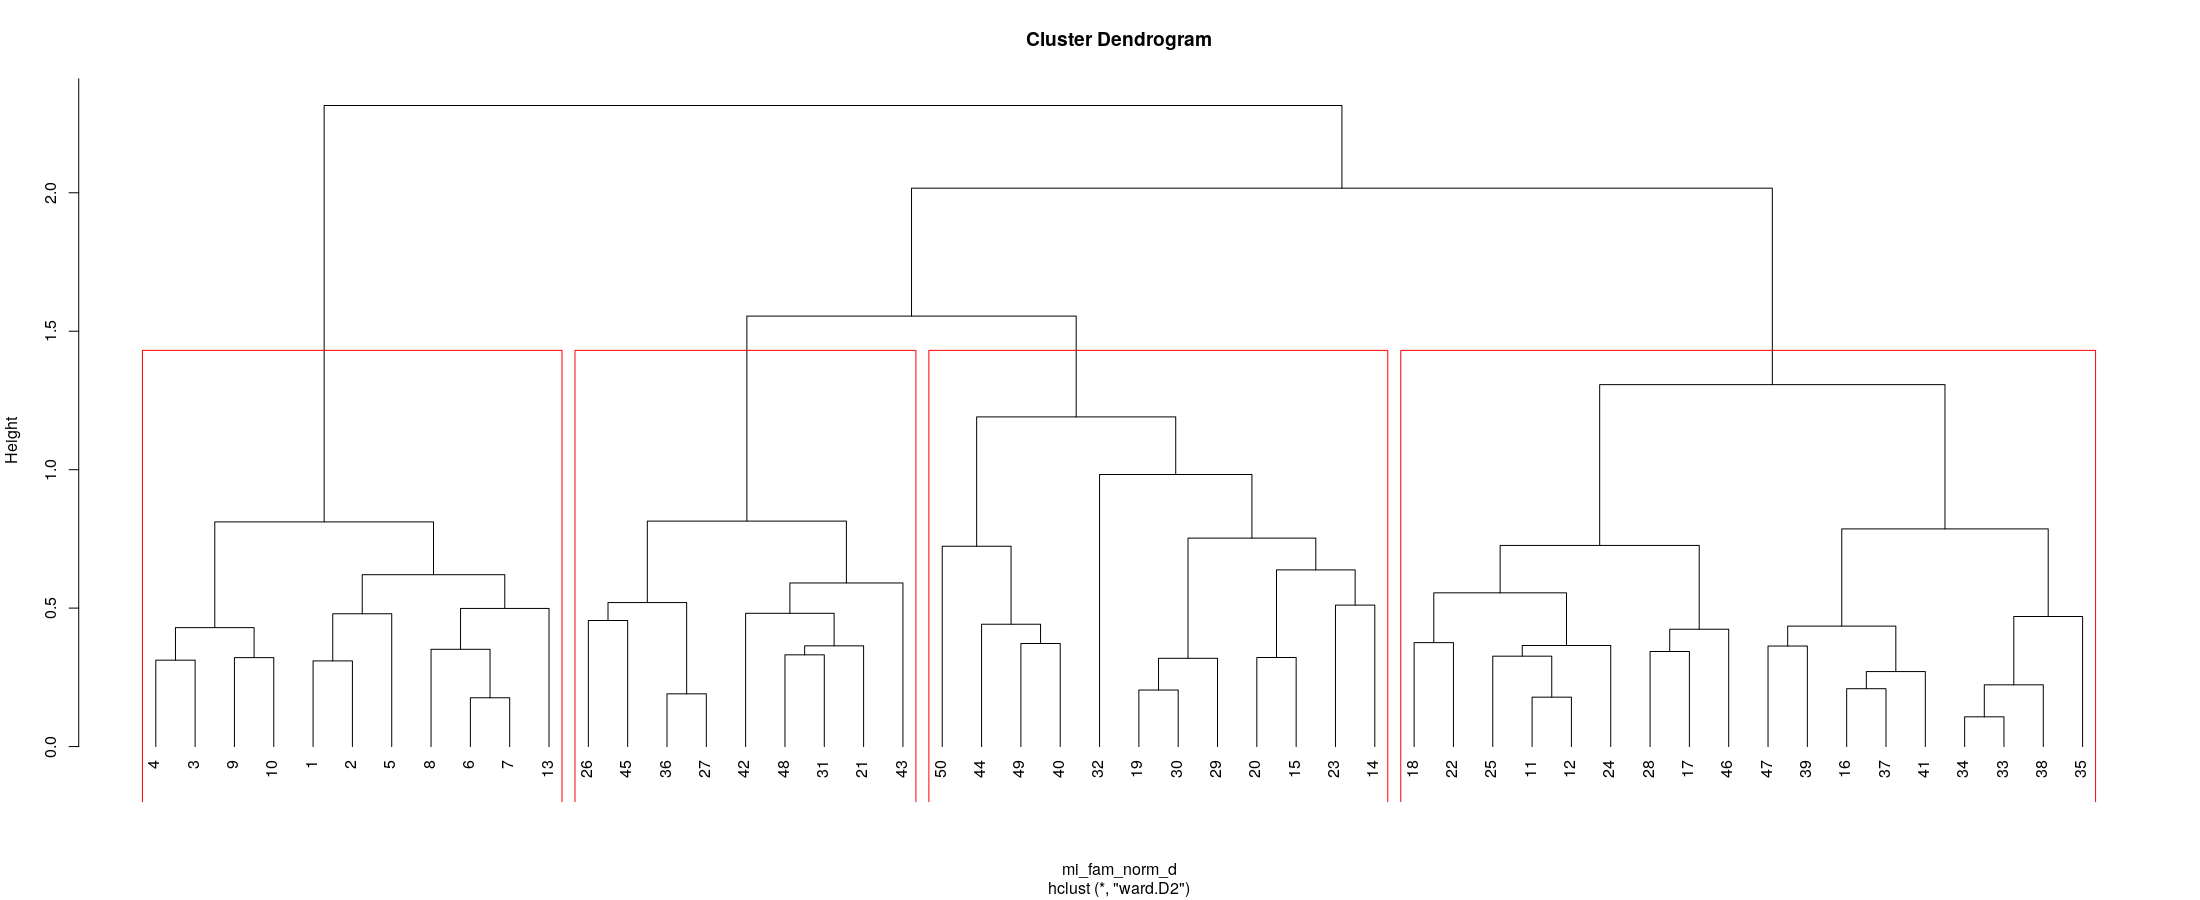 Cluster Dendrogram
Height
2.0
1.5
1.0
0.5
0.0
4 3 9 10 1 2 5 8 6 7 13 26 45 36 27 42 48 31 21 43 50 44 49 40 32 19 30 29 20 15 23 14 18 22 25 11 12 24 28 17 46 47 39 16 37 41 34 33 38 35
ml_fam_norm_d
hclust (*, "ward.D2")